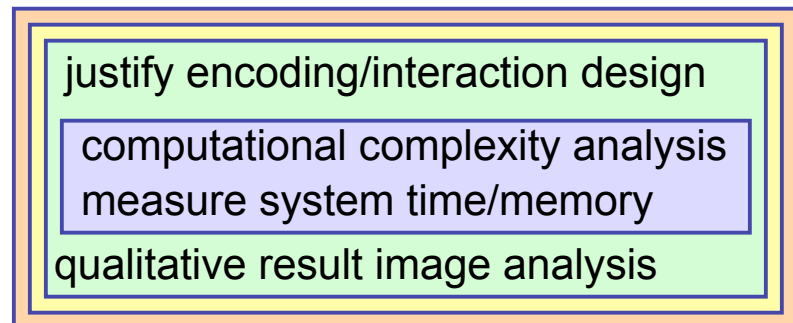 justify encoding/interaction design
computational complexity analysis
measure system time/memory
qualitative result image analysis